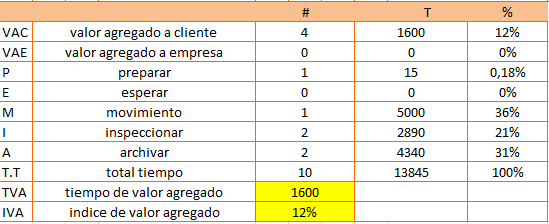 # T %
VAC valor agregado a cliente 4 1600 12%
VAE valor agregado a empresa 0 0 0%
P preparar 1 15 0,18%
E esperar 0 0 0%
M movimiento 1 5000 36%
I inspeccionar 2 2890 21%
A archivar 2 4340 31%
T.T total tiempo 10 13845 100%
TVA tiempo de valor agregado 1600
IVA indice de valor agregado 12%